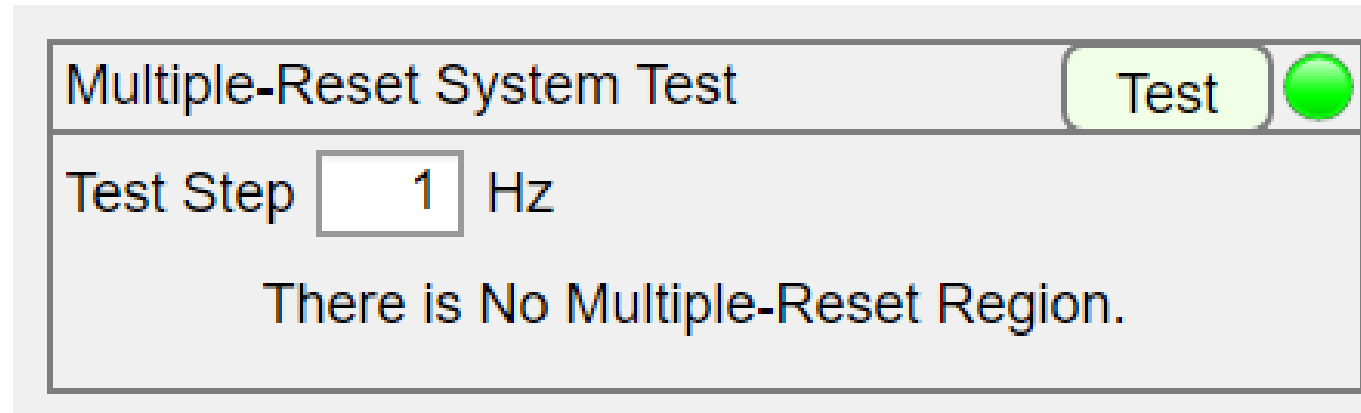 Multiple-Reset System Test Test
Test Step 1 Hz
There is No Multiple-Reset Region.